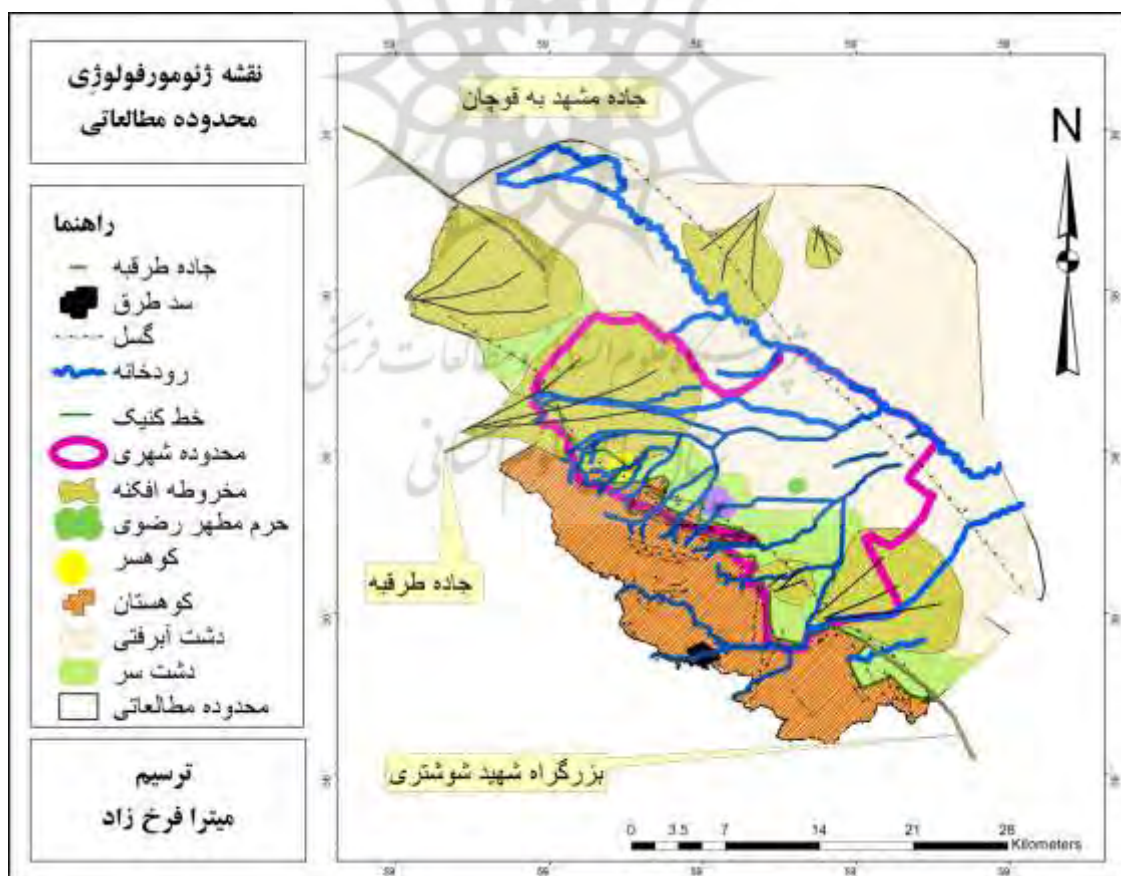 نقشه ژئومورفولوژی
محدوده مطالعاتی
راهنما
جاده طرقبه
سد طرق
گسل
رودخانه
خط کنیک
محدوده شهری
مخروطه افکنه
حرم مطهر رضوی
کوهسر
کوهستان
دشت آبرفتی
دشت سر
محدوده مطالعاتی
ترسیم
میترا فرخ زاد
جاده مشهد به قوچان
N
جاده طرقبه
بزرگراه شهید شوشتری
0 3.5 7 14 21 28
Kilometers